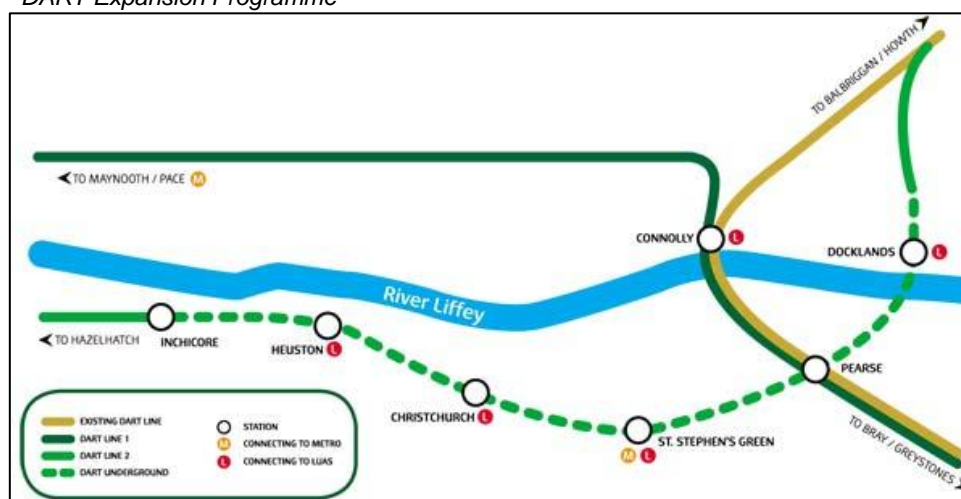 DART Expansion Programme
TO BALBRIGGAN / HOWTH
TO MAYNOOTH / PACE M
CONNOLLY L
DOCKLANDS L
River Liffey
TO HAZELHATCH
INCHICORE
HEUSTON L
PEARSE
CHRISTCHURCH L
ST. STEPHEN'S GREEN
M L
TO BRAY / GREYSTONES
EXISTING DART LINE
DART LINE 1
DART LINE 2
DART UNDERGROUND
STATION
M CONNECTING TO METRO
L CONNECTING TO LUAS